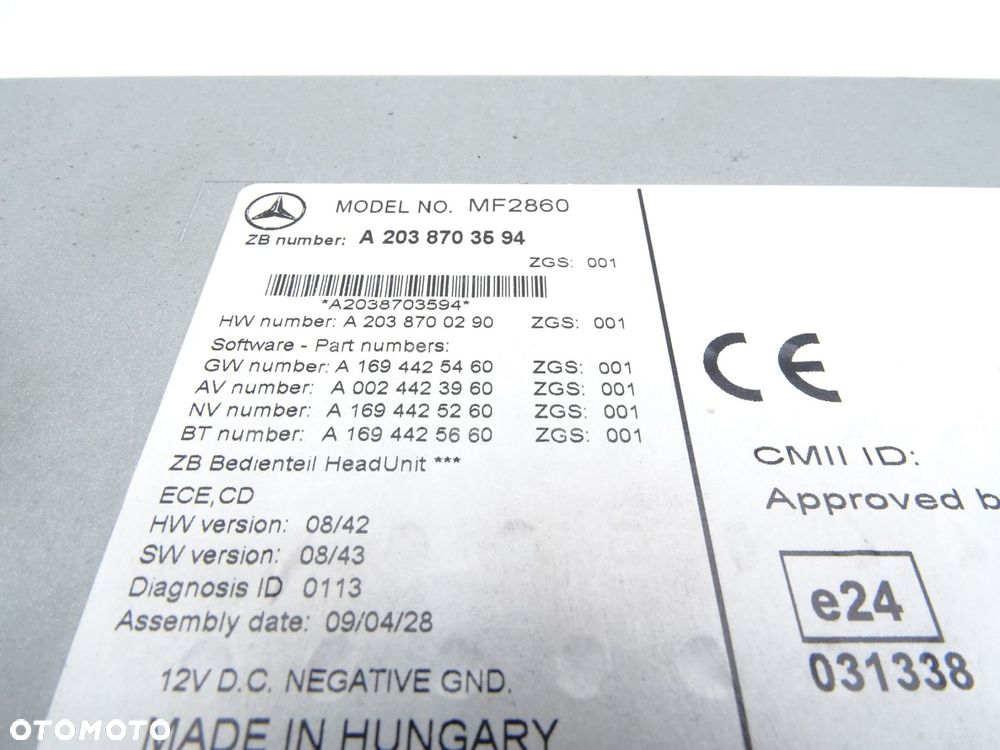 MODEL NO. MF2860
ZB number: A 203 870 35 94
ZGS: 001
*A2038703594*
HW number: A 203 870 02 90 ZGS: 001
Software - Part numbers:
GW number: A 169 442 54 60 ZGS: 001
AV number: A 002 442 39 60 ZGS: 001
NV number: A 169 442 52 60 ZGS: 001
BT number: A 169 442 56 60 ZGS: 001
ZB Bedienteil HeadUnit ***
ECE,CD
HW version: 08/42
SW version: 08/43
Diagnosis ID 0113
Assembly date: 09/04/28
12V D.C. NEGATIVE GND.
MADE IN HUNGARY
CE
CMII ID:
Approved b
e24
031338
OTOMOTO